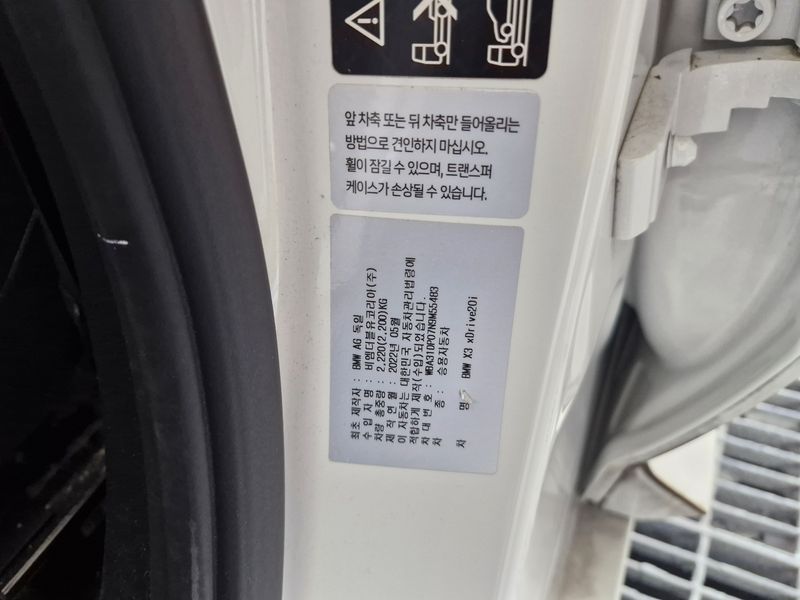 앞 차축 또는 뒤 차축만 들어올리는
방법으로 견인하지 마십시오.
휠이 잠길 수 있으며, 트랜스퍼
케이스가 손상될 수 있습니다.
최초 제작자 : BMW AG 독일
수 입 자 명 : 비엠더블유코리아(주)
차량 총중량 : 2,220(2,200)KG
제 작 연 월 : 2022년 05월
이 자동차는 대한민국 자동차관리법령에
적합하게 제작(수입)되었습니다.
차 대 번 호 : WBA31DP07N9M55483
차 종 : 승용자동차
차 명 : BMW X3 xDrive20i